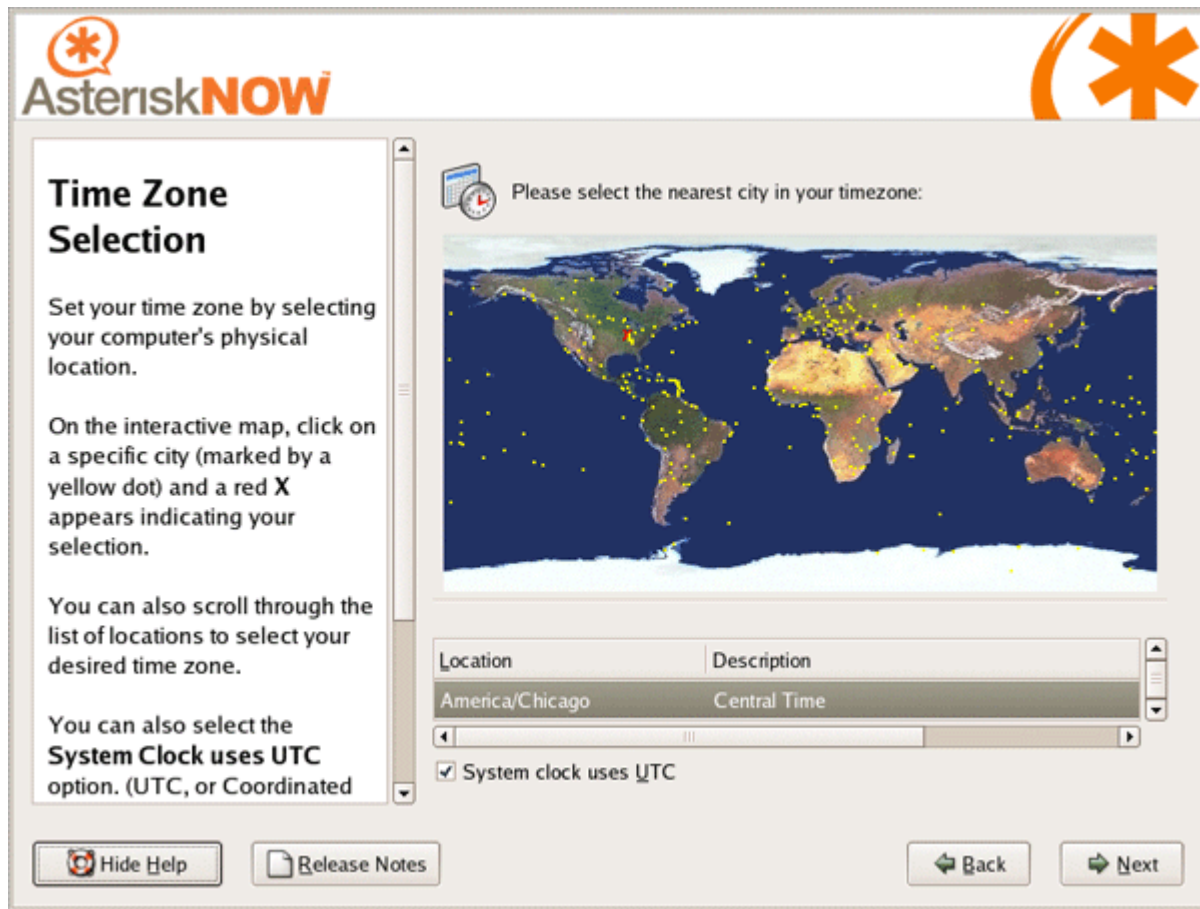 AsteriskNOW™
Time Zone
Selection
Set your time zone by selecting
your computer's physical
location.
On the interactive map, click on
a specific city (marked by a
yellow dot) and a red X
appears indicating your
selection.
You can also scroll through the
list of locations to select your
desired time zone.
You can also select the
System Clock uses UTC
option. (UTC, or Coordinated
Please select the nearest city in your timezone:
Location Description
America/Chicago Central Time
System clock uses UTC
Hide Help Release Notes Back Next